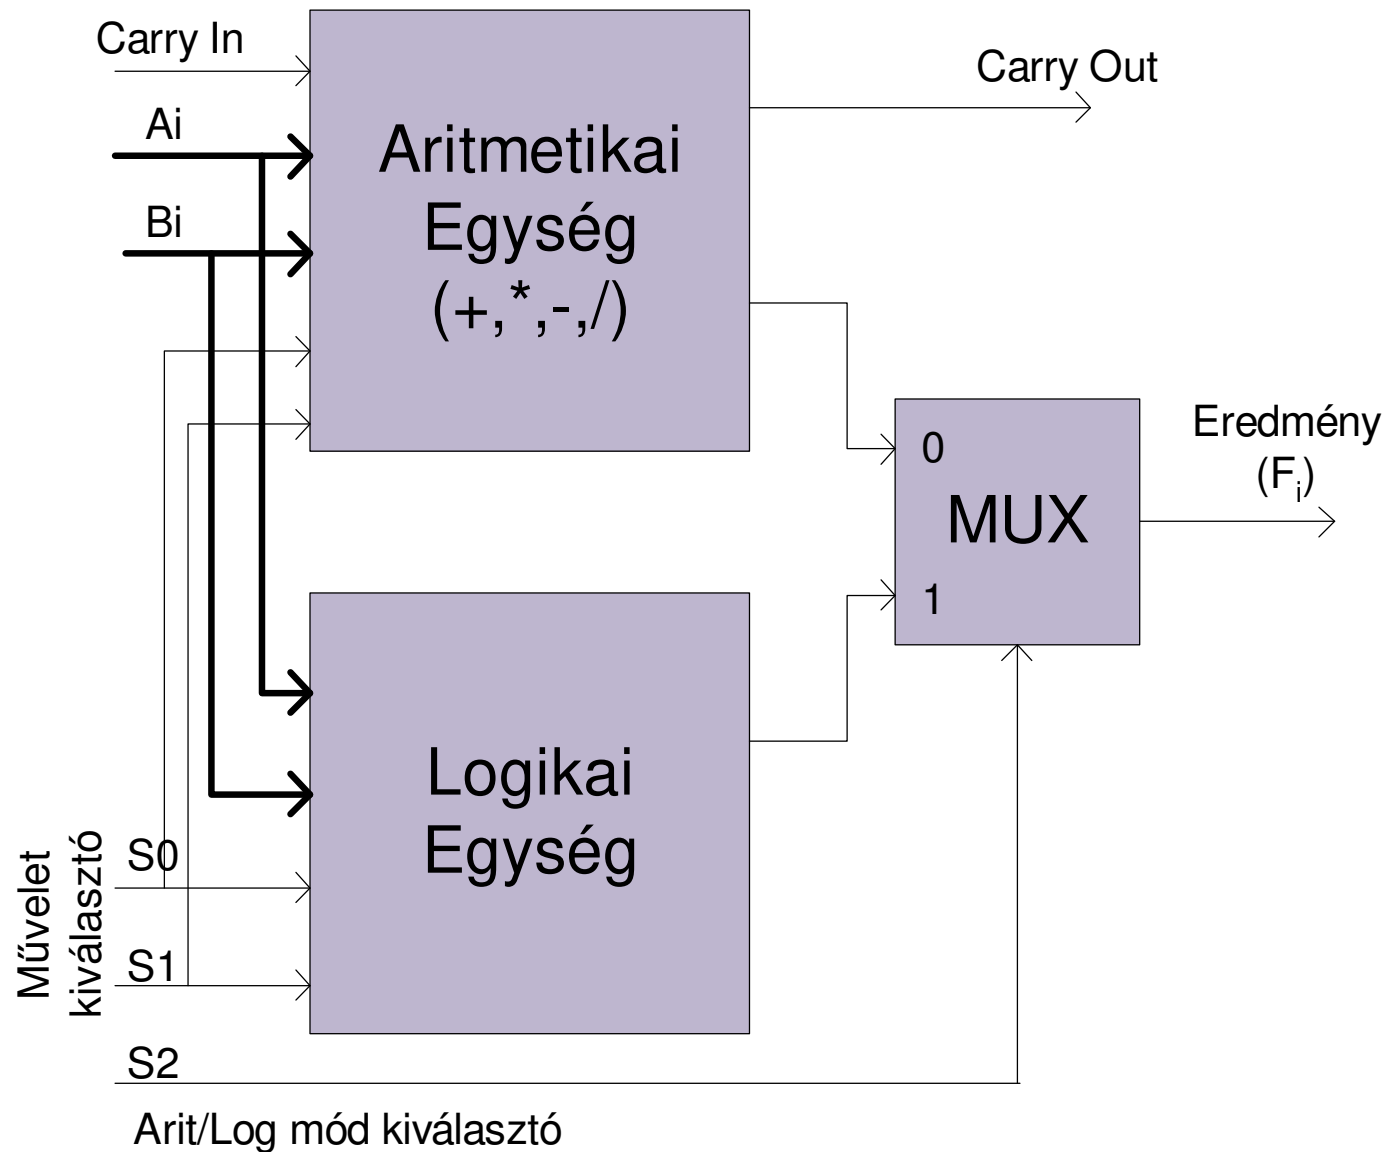 Carry In
Carry Out
Ai
Bi
Aritmetikai
Egység
(+,*,-,/)
0
MUX
1
Eredmény
(Fi)
Logikai
Egység
Művelet
kiválasztó
S0
S1
S2
Arit/Log mód kiválasztó